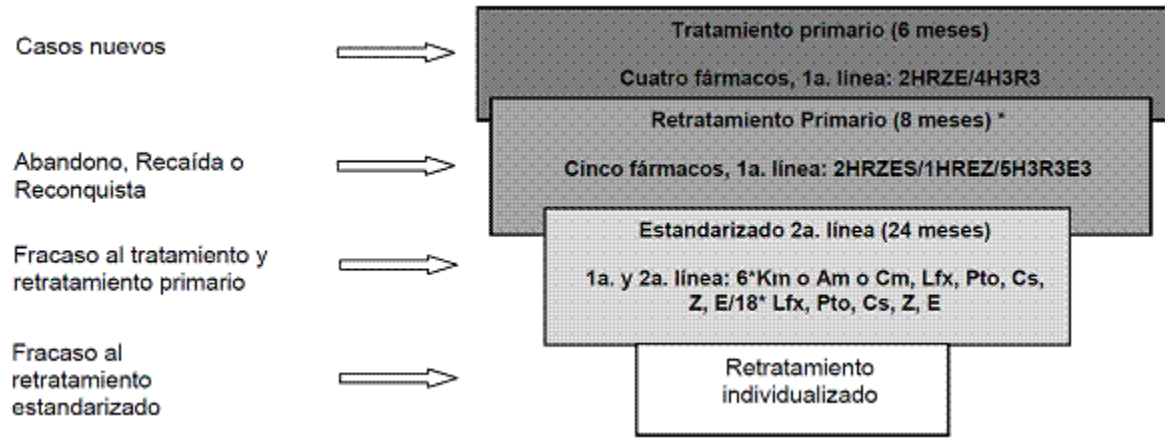 Casos nuevos
Tratamiento primario (6 meses)
Cuatro fármacos, 1a. línea: 2HRZE/4H3R3
Abandono, Recaída o
Reconquista
Retratamiento Primario (8 meses) *
Cinco fármacos, 1a. línea: 2HRZES/1HREZ/5H3R3E3
Fracaso al tratamiento y
retratamiento primario
Estandarizado 2a. línea (24 meses)
1a. y 2a. línea: 6*Km o Am o Cm, Lfx, Pto, Cs,
Z, E/18* Lfx, Pto, Cs, Z, E
Fracaso al
retratamiento
estandarizado
Retratamiento
individualizado